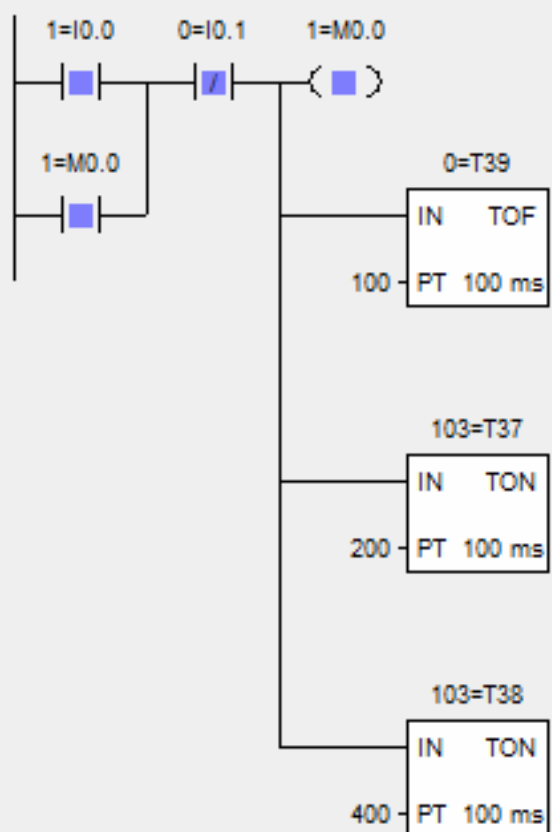 1=I0.0 0=I0.1 1=M0.0
/
1=M0.0
0=T39
IN TOF
100 PT 100 ms
103=T37
IN TON
200 PT 100 ms
103=T38
IN TON
400 PT 100 ms